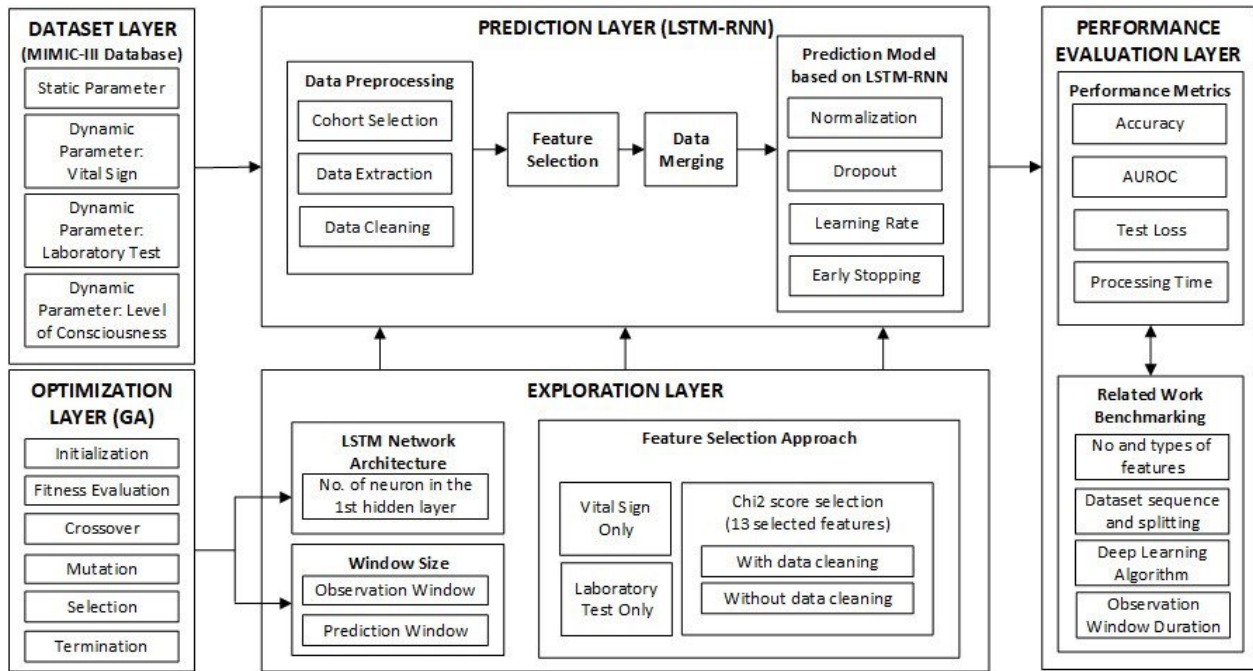 DATASET LAYER
(MIMIC-III Database)
Static Parameter
Dynamic
Parameter:
Vital Sign
Dynamic
Parameter:
Laboratory Test
Dynamic
Parameter: Level
of Consciousness
PREDICTION LAYER (LSTM-RNN)
Data Preprocessing
Cohort Selection
Data Extraction
Data Cleaning
Feature
Selection
Data
Merging
Prediction Model
based on LSTM-RNN
Normalization
Dropout
Learning Rate
Early Stopping
PERFORMANCE
EVALUATION LAYER
Performance Metrics
Accuracy
AUROC
Test Loss
Processing Time
OPTIMIZATION
LAYER (GA)
Initialization
Fitness Evaluation
Crossover
Mutation
Selection
Termination
EXPLORATION LAYER
LSTM Network
Architecture
No. of neuron in the
1st hidden layer
Window Size
Observation Window
Prediction Window
Feature Selection Approach
Vital Sign
Only
Laboratory
Test Only
Chi2 score selection
(13 selected features)
With data cleaning
Without data cleaning
Related Work
Benchmarking
No and types of
features
Dataset sequence
and splitting
Deep Learning
Algorithm
Observation
Window Duration